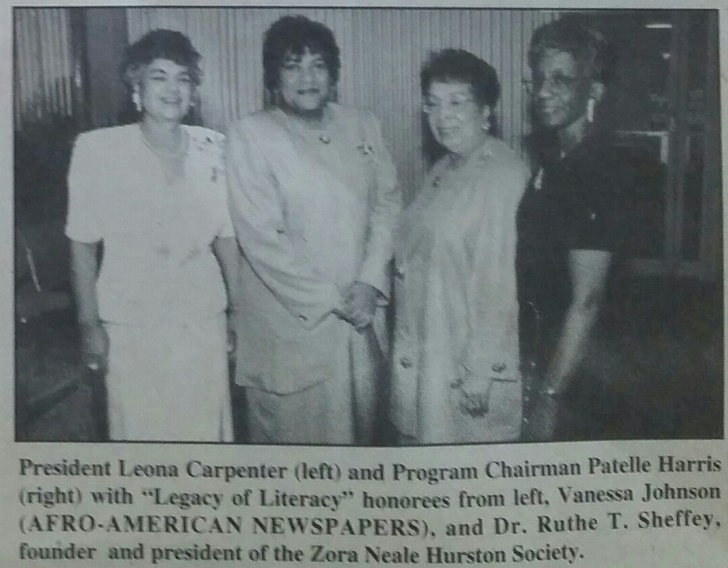 President Leona Carpenter (left) and Program Chairman Patelle Harris
(right) with “Legacy of Literacy” honorees from left, Vanessa Johnson
(AFRO-AMERICAN NEWSPAPERS), and Dr. Ruthe T. Sheffey,
founder and president of the Zora Neale Hurston Society.